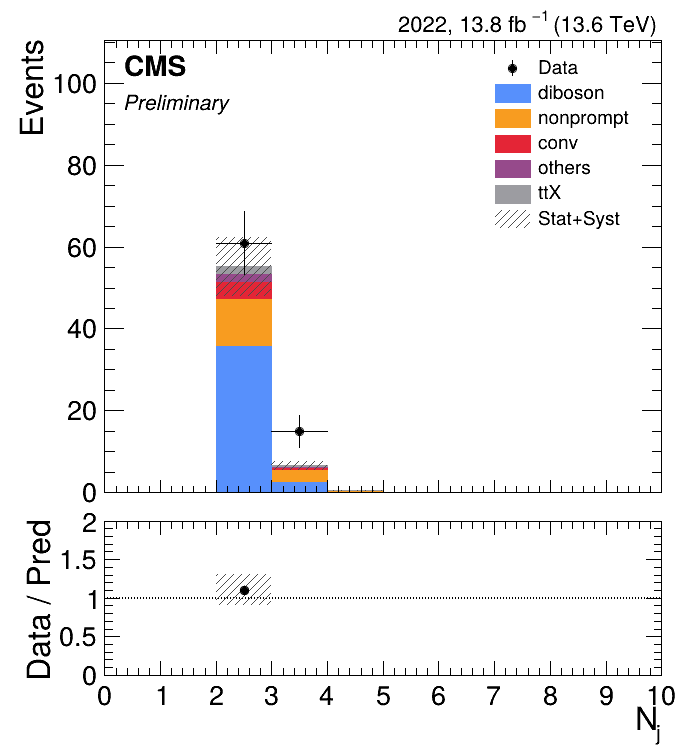 2022, 13.8 fb⁻¹ (13.6 TeV)
Events
CMS
Preliminary
Data
diboson
nonprompt
conv
others
ttX
Stat+Syst
100
80
60
40
20
0
Data / Pred
2
1.5
1
0.5
0
0 1 2 3 4 5 6 7 8 9 10
Nj